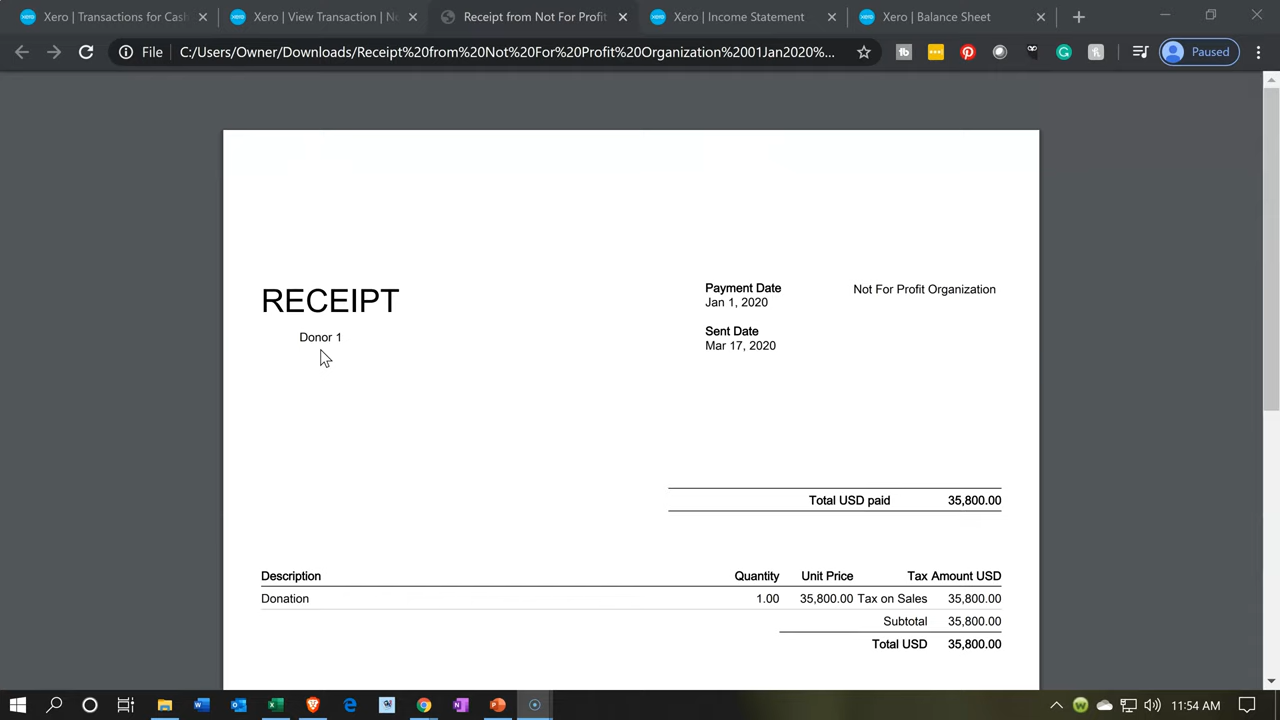 Xero | Transactions for Cash
Xero | View Transaction | No
Receipt from Not For Profit
Xero | Income Statement
Xero | Balance Sheet
File
C:/Users/Owner/Downloads/Receipt%20from%20Not%20For%20Profit%20Organization%2001Jan2020%...
Paused
RECEIPT
Donor 1
Payment Date
Jan 1, 2020
Sent Date
Mar 17, 2020
Not For Profit Organization
Total USD paid 35,800.00
Description Quantity Unit Price Tax Amount USD
Donation 1.00 35,800.00 Tax on Sales 35,800.00
Subtotal 35,800.00
Total USD 35,800.00
11:54 AM